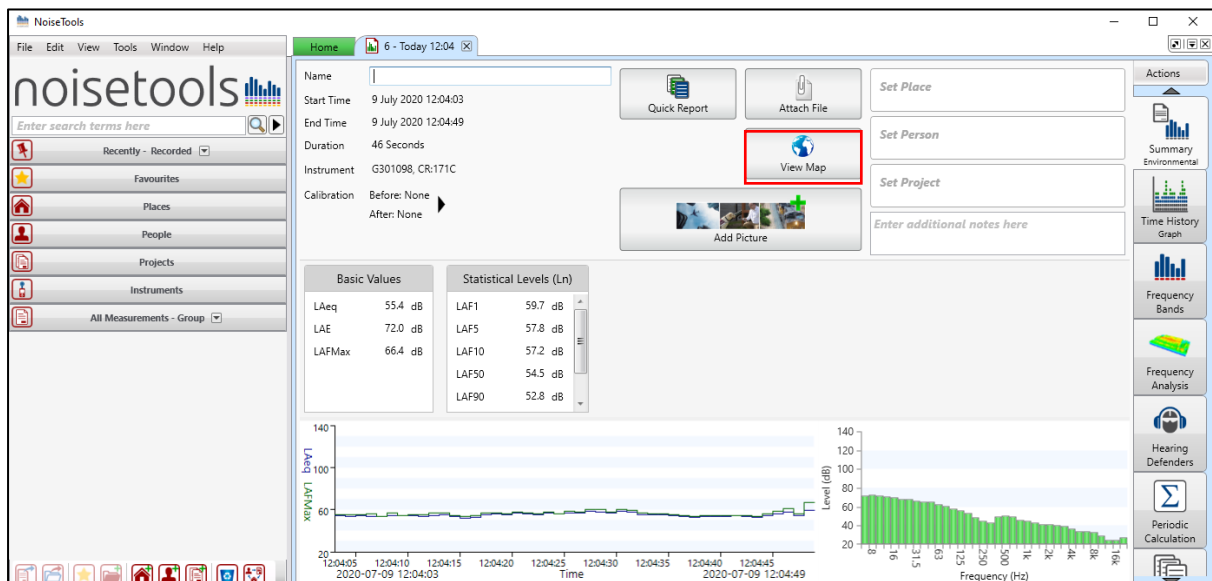 NoiseTools
File Edit View Tools Window Help
noisetools
Enter search terms here
Recently - Recorded
Favourites
Places
People
Projects
Instruments
All Measurements - Group
Home
6 - Today 12:04
Name
Start Time 9 July 2020 12:04:03
End Time 9 July 2020 12:04:49
Duration 46 Seconds
Instrument G301098, CR:171C
Calibration Before: None
After: None
Quick Report
Attach File
View Map
Add Picture
Set Place
Set Person
Set Project
Enter additional notes here
Basic Values
LAeq 55.4 dB
LAE 72.0 dB
LAFMax 66.4 dB
Statistical Levels (Ln)
LAF1 59.7 dB
LAF5 57.8 dB
LAF10 57.2 dB
LAF50 54.5 dB
LAF90 52.8 dB
LAeq LAFMax
140
100
60
20
12:04:05 12:04:10 12:04:15 12:04:20 12:04:25 12:04:30 12:04:35 12:04:40 12:04:45
2020-07-09 12:04:03 Time 2020-07-09 12:04:49
Level (dB)
140
120
100
80
60
40
20
8 16 31.5 63 125 250 500 1k 2k 4k 8k 16k
Frequency (Hz)
Actions
Summary
Environmental
Time History
Graph
Frequency
Bands
Frequency
Analysis
Hearing
Defenders
Σ
Periodic
Calculation